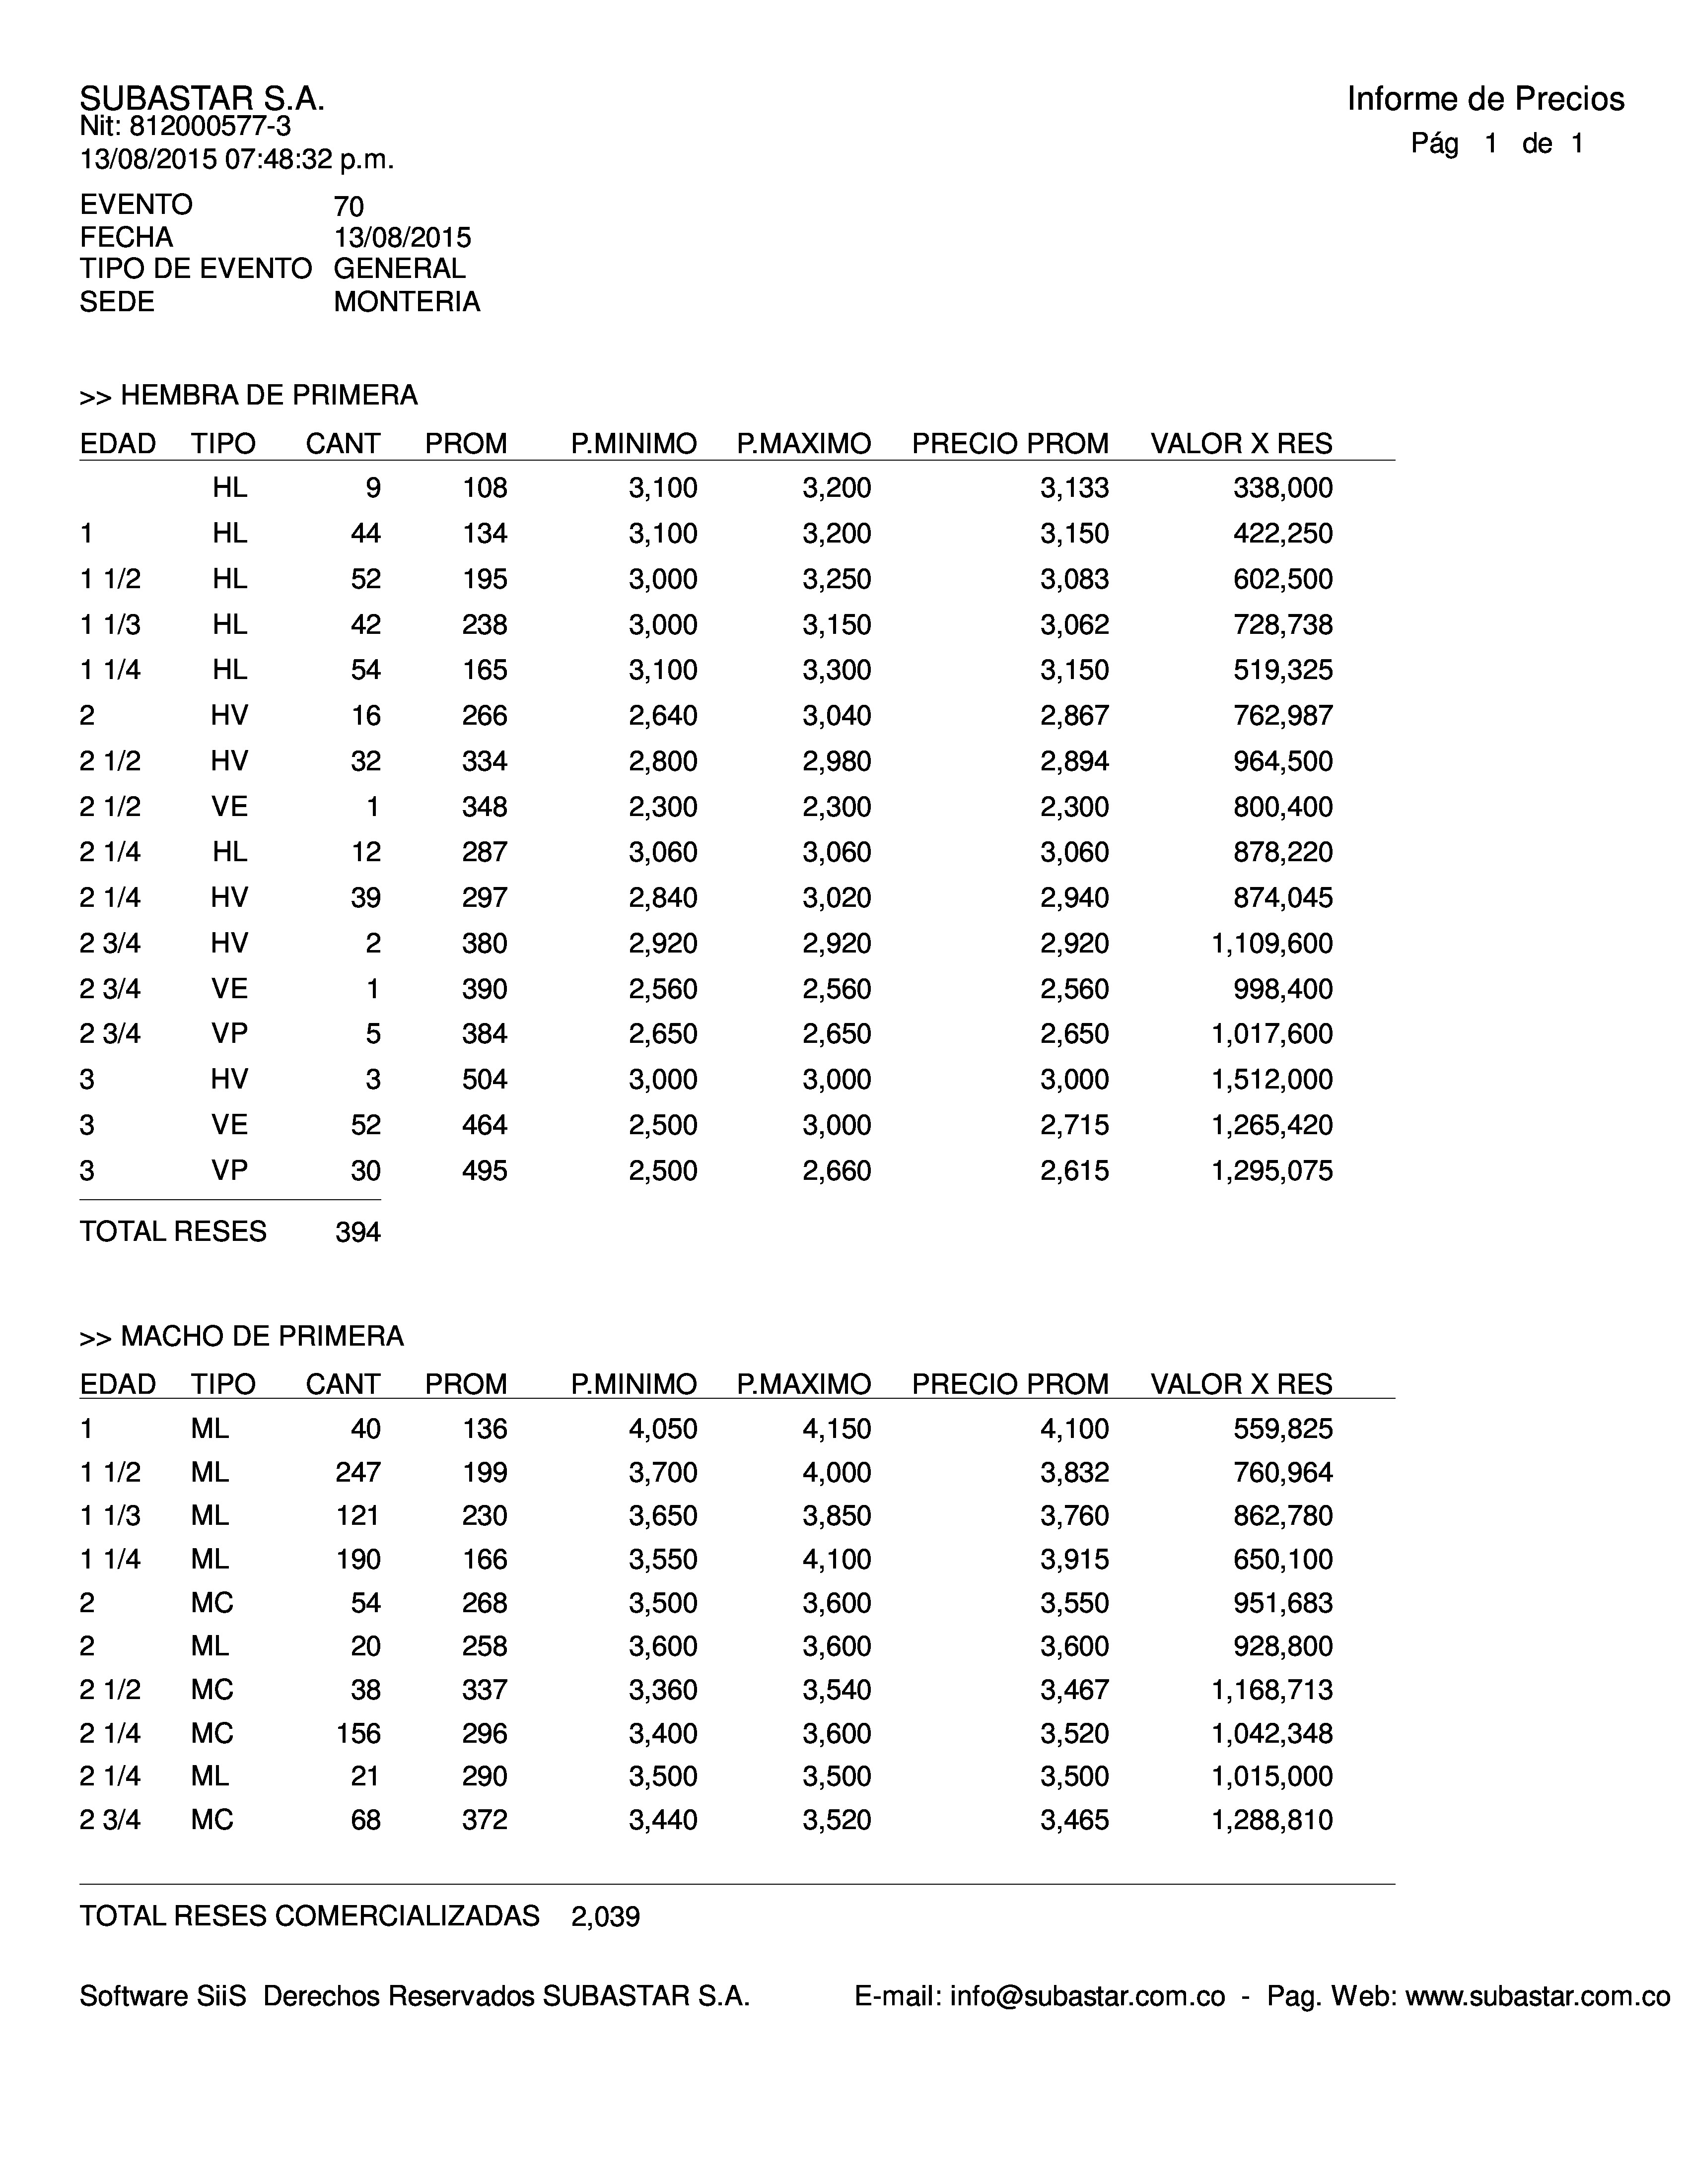 SUBASTAR S.A.
Nit: 812000577-3
13/08/2015 07:48:32 p.m.
Informe de Precios
Pág 1 de 1
EVENTO 70
FECHA 13/08/2015
TIPO DE EVENTO GENERAL
SEDE MONTERIA
>> HEMBRA DE PRIMERA
EDAD TIPO CANT PROM P.MINIMO P.MAXIMO PRECIO PROM VALOR X RES
HL 9 108 3,100 3,200 3,133 338,000
1 HL 44 134 3,100 3,200 3,150 422,250
1 1/2 HL 52 195 3,000 3,250 3,083 602,500
1 1/3 HL 42 238 3,000 3,150 3,062 728,738
1 1/4 HL 54 165 3,100 3,300 3,150 519,325
2 HV 16 266 2,640 3,040 2,867 762,987
2 1/2 HV 32 334 2,800 2,980 2,894 964,500
2 1/2 VE 1 348 2,300 2,300 2,300 800,400
2 1/4 HL 12 287 3,060 3,060 3,060 878,220
2 1/4 HV 39 297 2,840 3,020 2,940 874,045
2 3/4 HV 2 380 2,920 2,920 2,920 1,109,600
2 3/4 VE 1 390 2,560 2,560 2,560 998,400
2 3/4 VP 5 384 2,650 2,650 2,650 1,017,600
3 HV 3 504 3,000 3,000 3,000 1,512,000
3 VE 52 464 2,500 3,000 2,715 1,265,420
3 VP 30 495 2,500 2,660 2,615 1,295,075
TOTAL RESES 394
>> MACHO DE PRIMERA
EDAD TIPO CANT PROM P.MINIMO P.MAXIMO PRECIO PROM VALOR X RES
1 ML 40 136 4,050 4,150 4,100 559,825
1 1/2 ML 247 199 3,700 4,000 3,832 760,964
1 1/3 ML 121 230 3,650 3,850 3,760 862,780
1 1/4 ML 190 166 3,550 4,100 3,915 650,100
2 MC 54 268 3,500 3,600 3,550 951,683
2 ML 20 258 3,600 3,600 3,600 928,800
2 1/2 MC 38 337 3,360 3,540 3,467 1,168,713
2 1/4 MC 156 296 3,400 3,600 3,520 1,042,348
2 1/4 ML 21 290 3,500 3,500 3,500 1,015,000
2 3/4 MC 68 372 3,440 3,520 3,465 1,288,810
TOTAL RESES COMERCIALIZADAS 2,039
Software SiiS Derechos Reservados SUBASTAR S.A. E-mail: info@subastar.com.co - Pag. Web: www.subastar.com.co